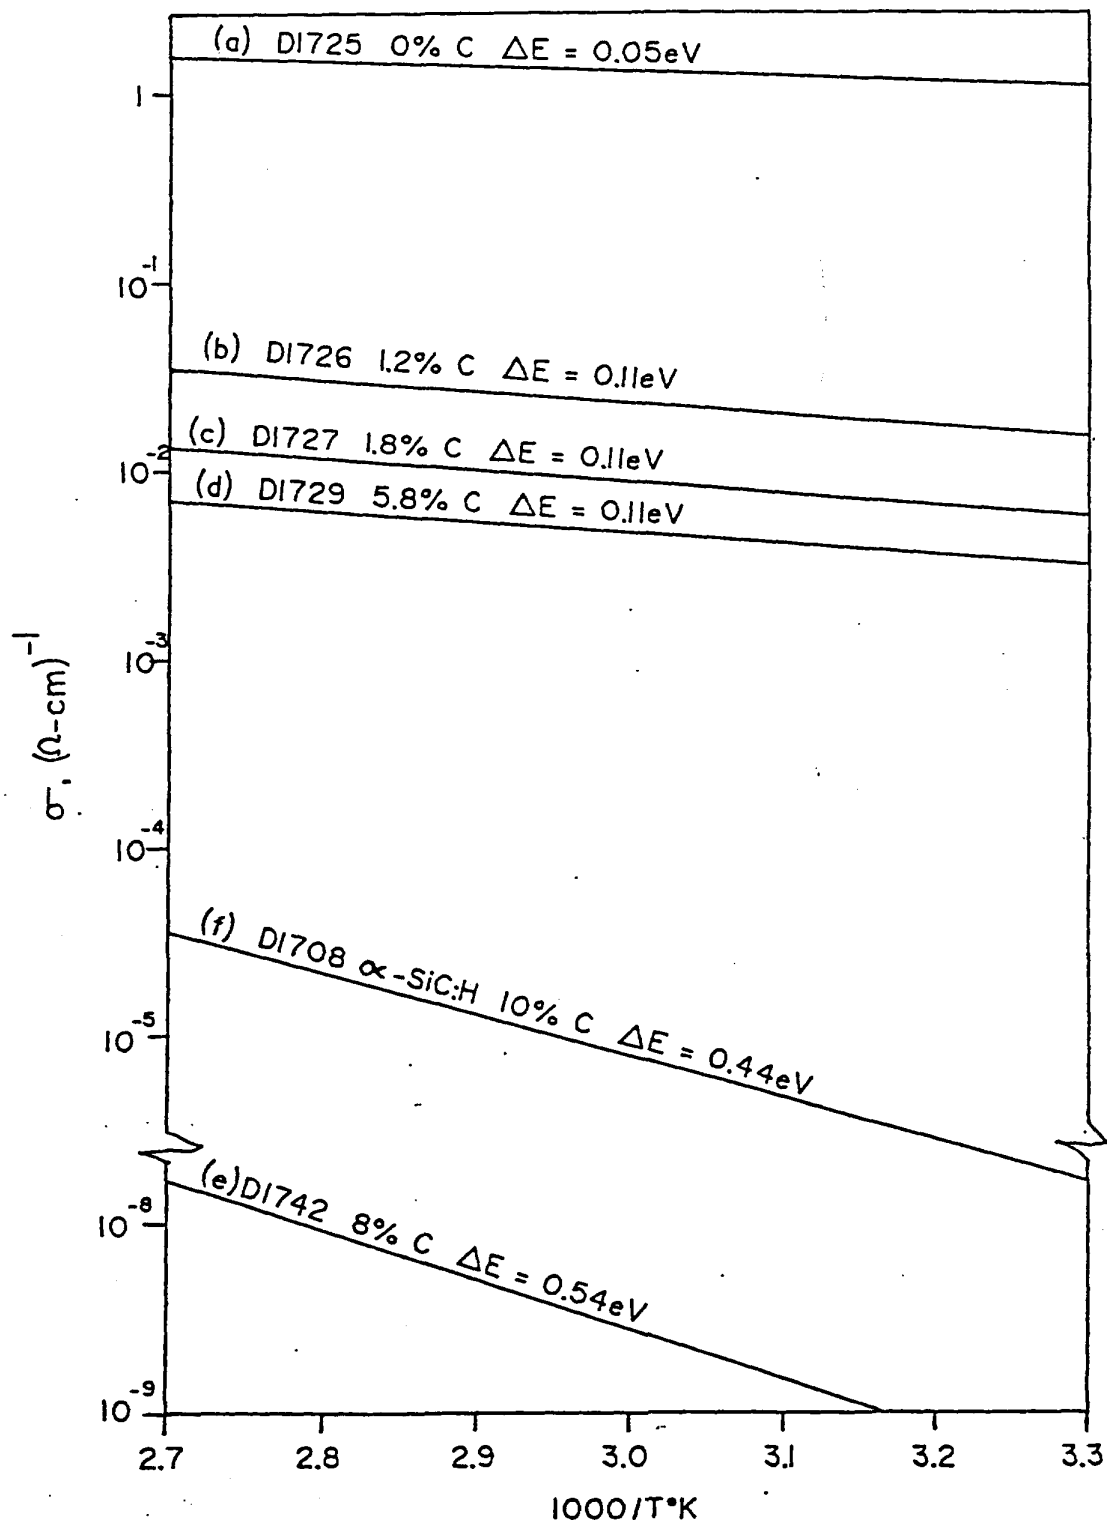 (a) D1725 0% C ΔE = 0.05eV
1
10⁻¹
(b) D1726 1.2% C ΔE = 0.11eV
(c) D1727 1.8% C ΔE = 0.11eV
10⁻²
(d) D1729 5.8% C ΔE = 0.11eV
10⁻³
σ, (Ω-cm)⁻¹
10⁻⁴
(f) D1708 ∝-SiC:H 10% C ΔE = 0.44eV
10⁻⁵
(e) D1742 8% C ΔE = 0.54eV
10⁻⁸
10⁻⁹
2.7 2.8 2.9 3.0 3.1 3.2 3.3
1000/T°K